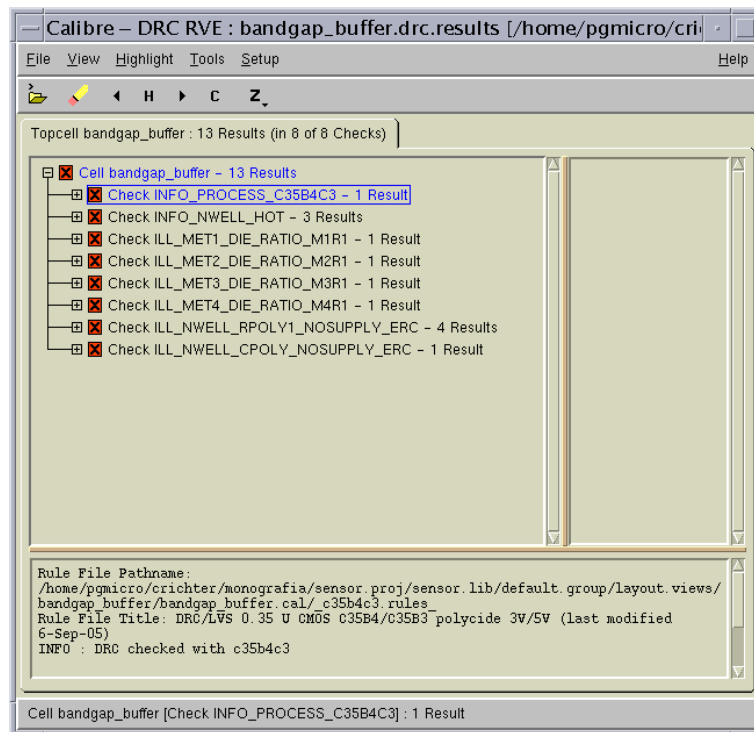 Calibre – DRC RVE : bandgap_buffer.drc.results [/home/pgmicro/cri
File View Highlight Tools Setup Help
H C Z
Topcell bandgap_buffer : 13 Results (in 8 of 8 Checks)
Cell bandgap_buffer – 13 Results
Check INFO_PROCESS_C35B4C3 – 1 Result
Check INFO_NWELL_HOT – 3 Results
Check ILL_MET1_DIE_RATIO_M1R1 – 1 Result
Check ILL_MET2_DIE_RATIO_M2R1 – 1 Result
Check ILL_MET3_DIE_RATIO_M3R1 – 1 Result
Check ILL_MET4_DIE_RATIO_M4R1 – 1 Result
Check ILL_NWELL_RPOLY1_NOSUPPLY_ERC – 4 Results
Check ILL_NWELL_CPOLY_NOSUPPLY_ERC – 1 Result
Rule File Pathname:
/home/pgmicro/crichter/monografia/sensor.proj/sensor.lib/default.group/layout.views/
bandgap_buffer/bandgap_buffer.cal/_c35b4c3.rules_
Rule File Title: DRC/LVS 0.35 U CMOS C35B4/C35B3 polycide 3V/5V (last modified
6-Sep-05)
INFO : DRC checked with c35b4c3
Cell bandgap_buffer [Check INFO_PROCESS_C35B4C3] : 1 Result